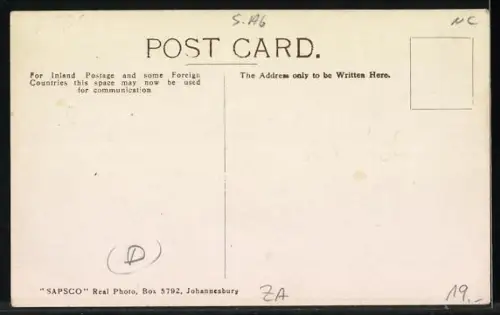 S. Afr
NC
POST CARD.
For Inland Postage and some Foreign
Countries this space may now be used
for communication
The Address only to be Written Here.
(D)
"SAPSCO" Real Photo, Box 5792, Johannesburg
ZA
19.-